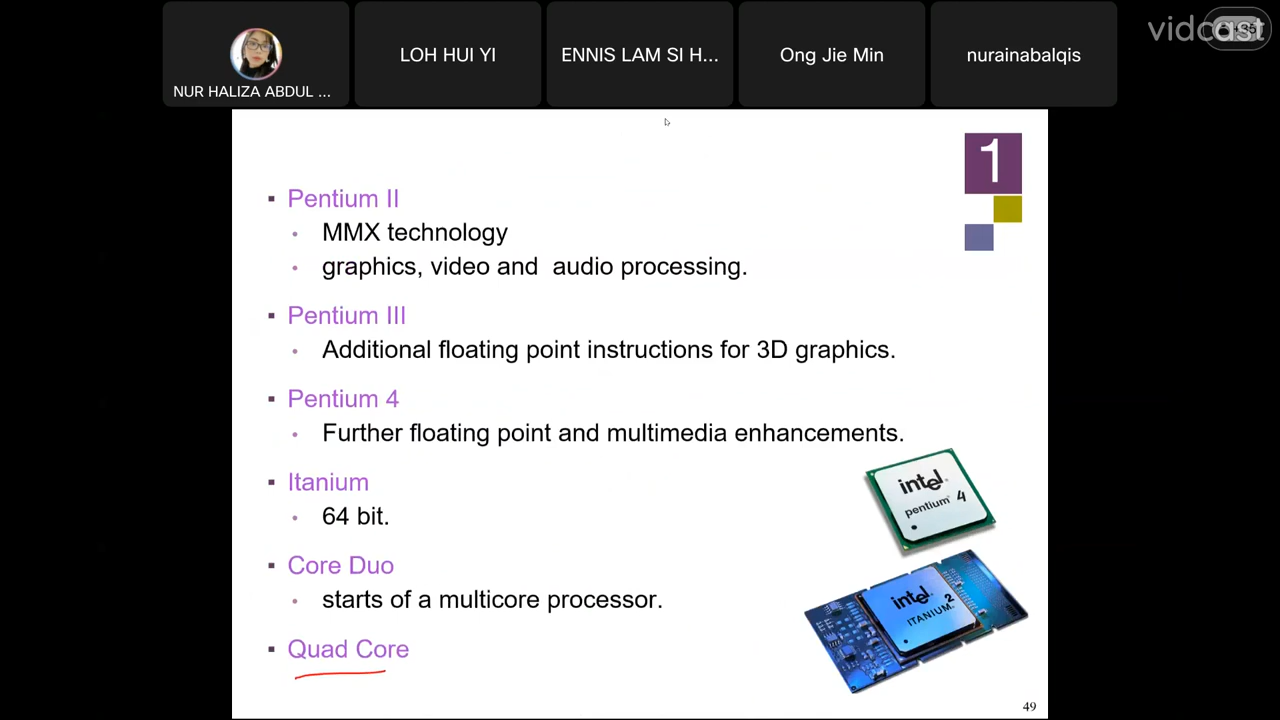 vidcast
NUR HALIZA ABDUL ...
LOH HUI YI
ENNIS LAM SI H...
Ong Jie Min
nurainabalqis
1
▪ Pentium II
• MMX technology
• graphics, video and audio processing.
▪ Pentium III
• Additional floating point instructions for 3D graphics.
▪ Pentium 4
• Further floating point and multimedia enhancements.
▪ Itanium
• 64 bit.
▪ Core Duo
• starts of a multicore processor.
▪ Quad Core
intel
pentium 4
intel
ITANIUM 2
49